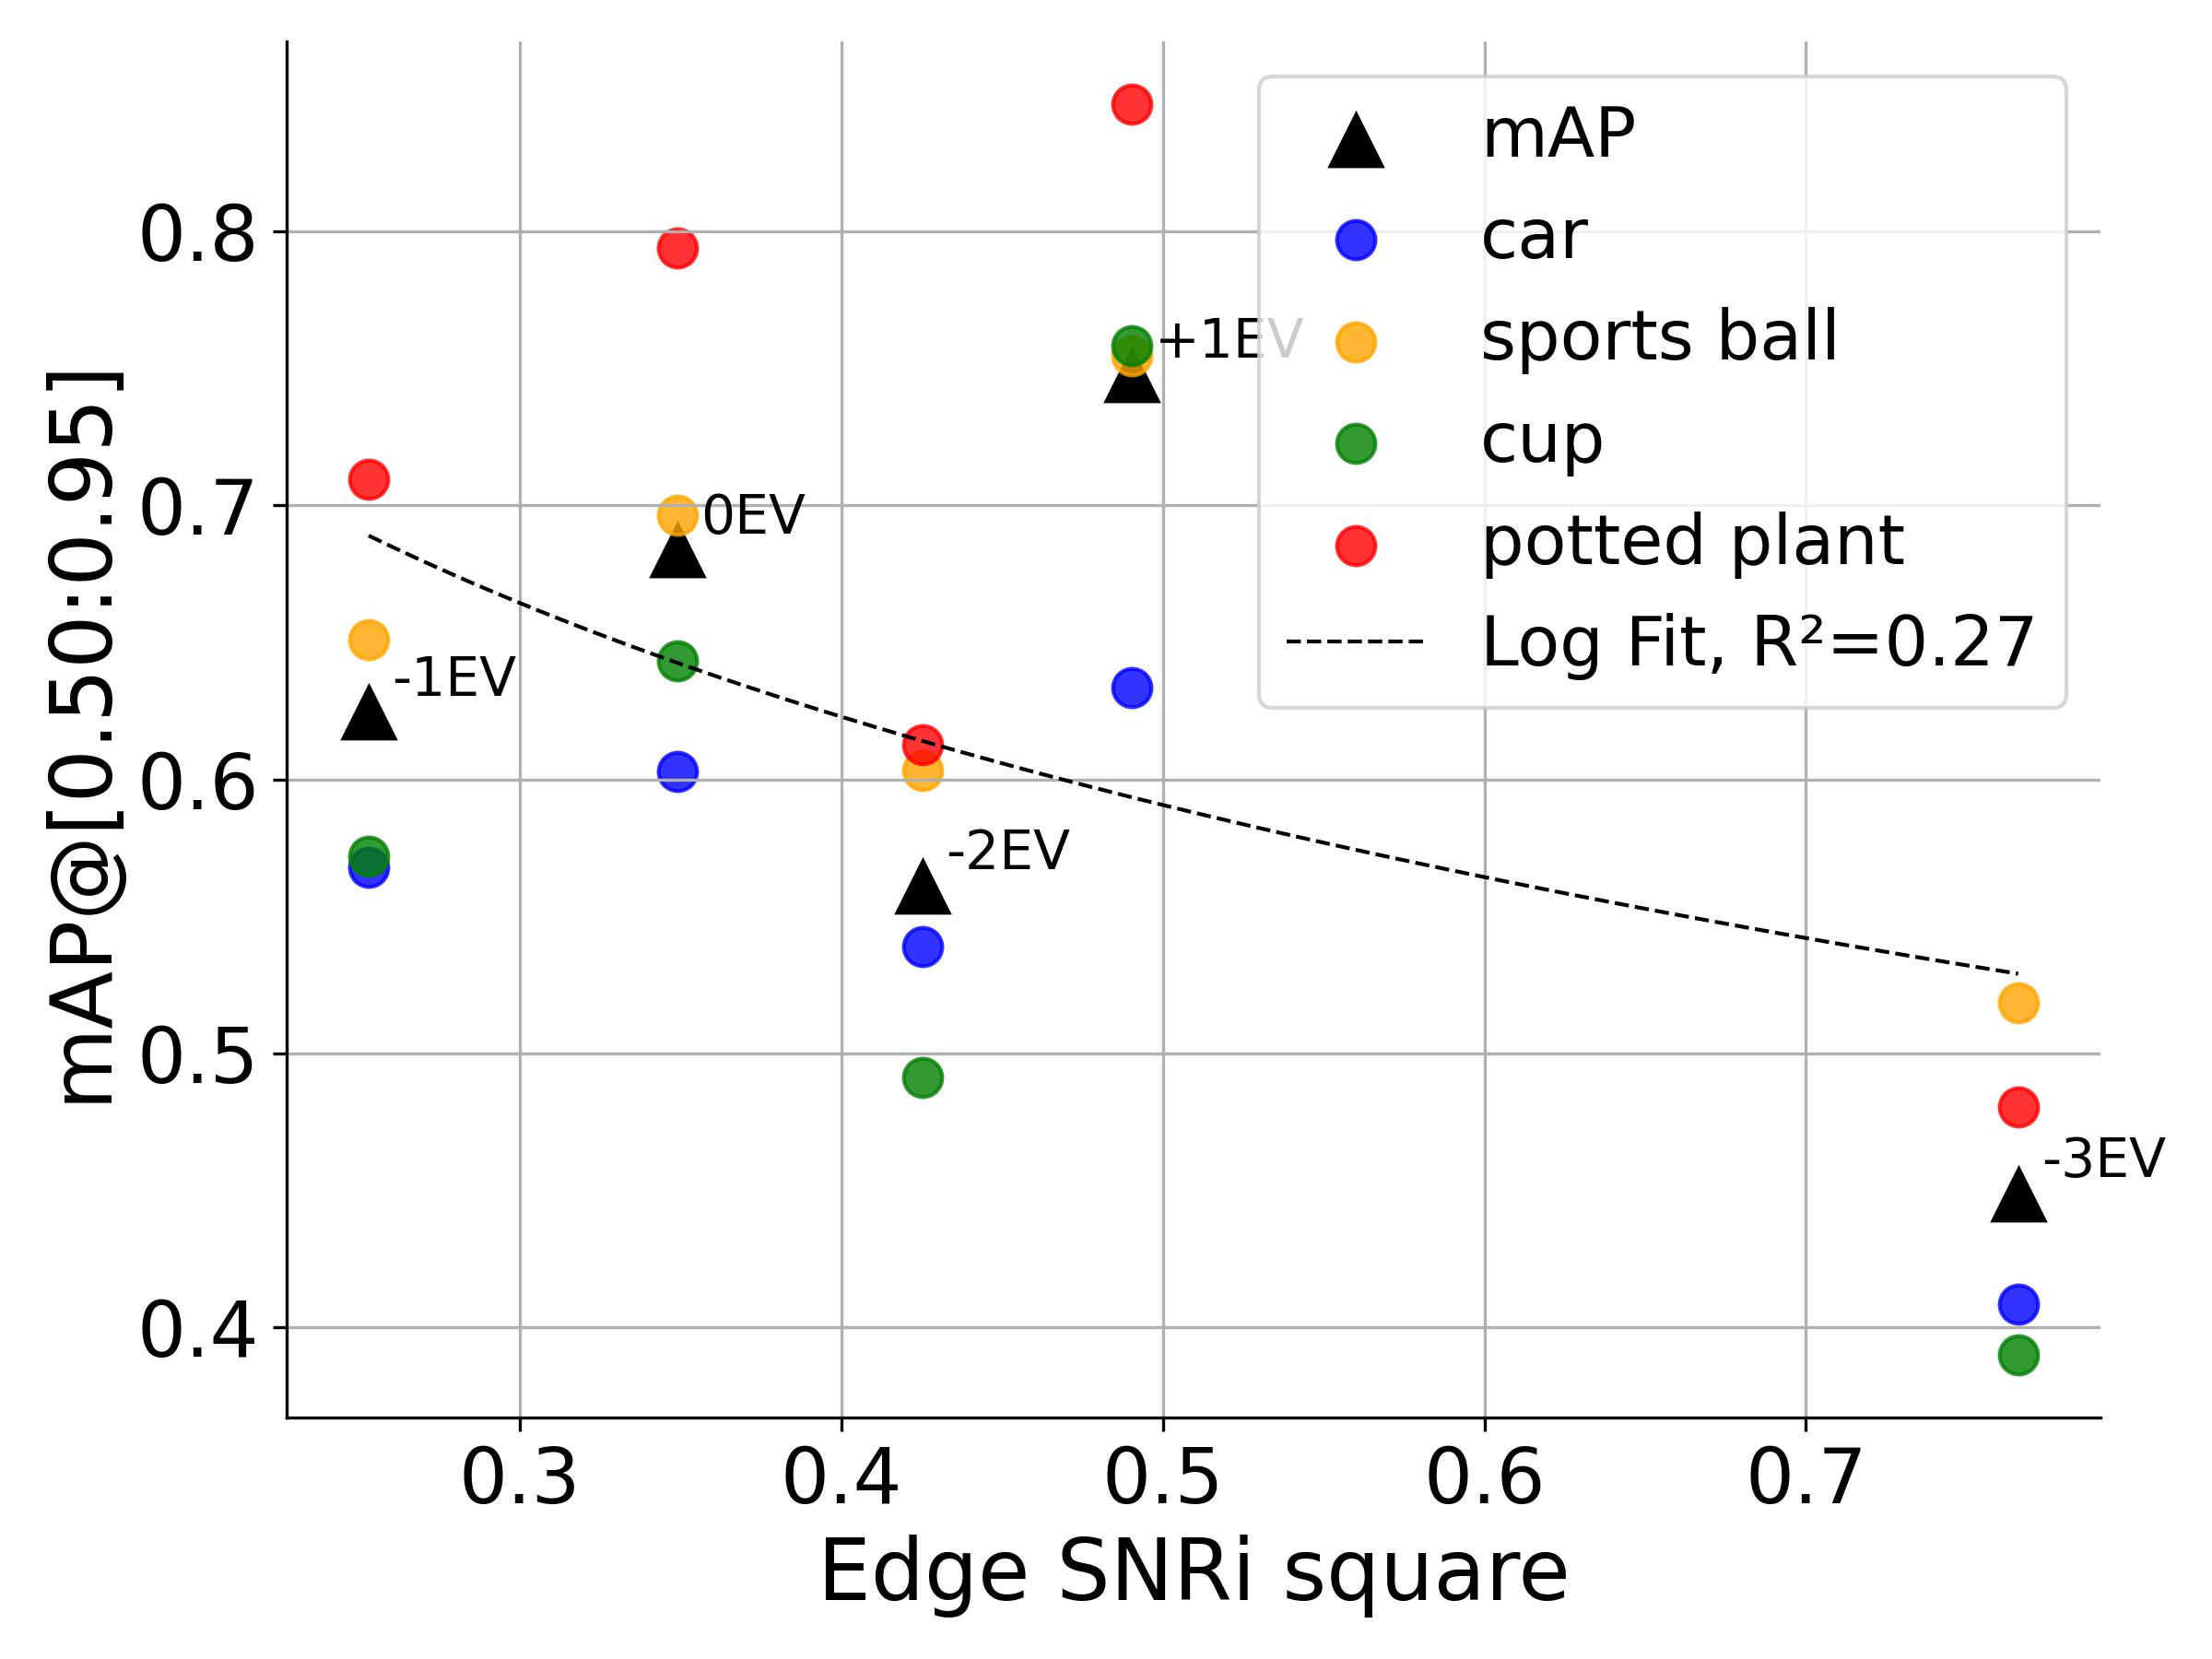 mAP@[0.50:0.95]
0.8
0.7
0.6
0.5
0.4
0.3
0.4
0.5
0.6
0.7
Edge SNRi square
-1EV
0EV
-2EV
+1EV
-3EV
mAP
car
sports ball
cup
potted plant
Log Fit, R²=0.27